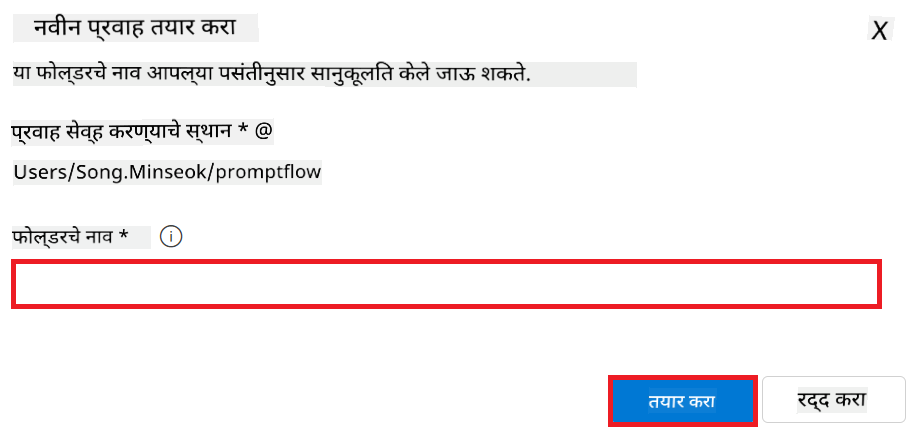 नवीन प्रवाह तयार करा
X
या फोल्डरचे नाव आपल्या पसंतीनुसार सानुकूलति केले जाऊ शकते.
प्रवाह सेव्ह करण्याचे स्थान * @
Users/Song.Minseok/promptflow
फोल्डरचे नाव * i
तयार करा
रद्द करा